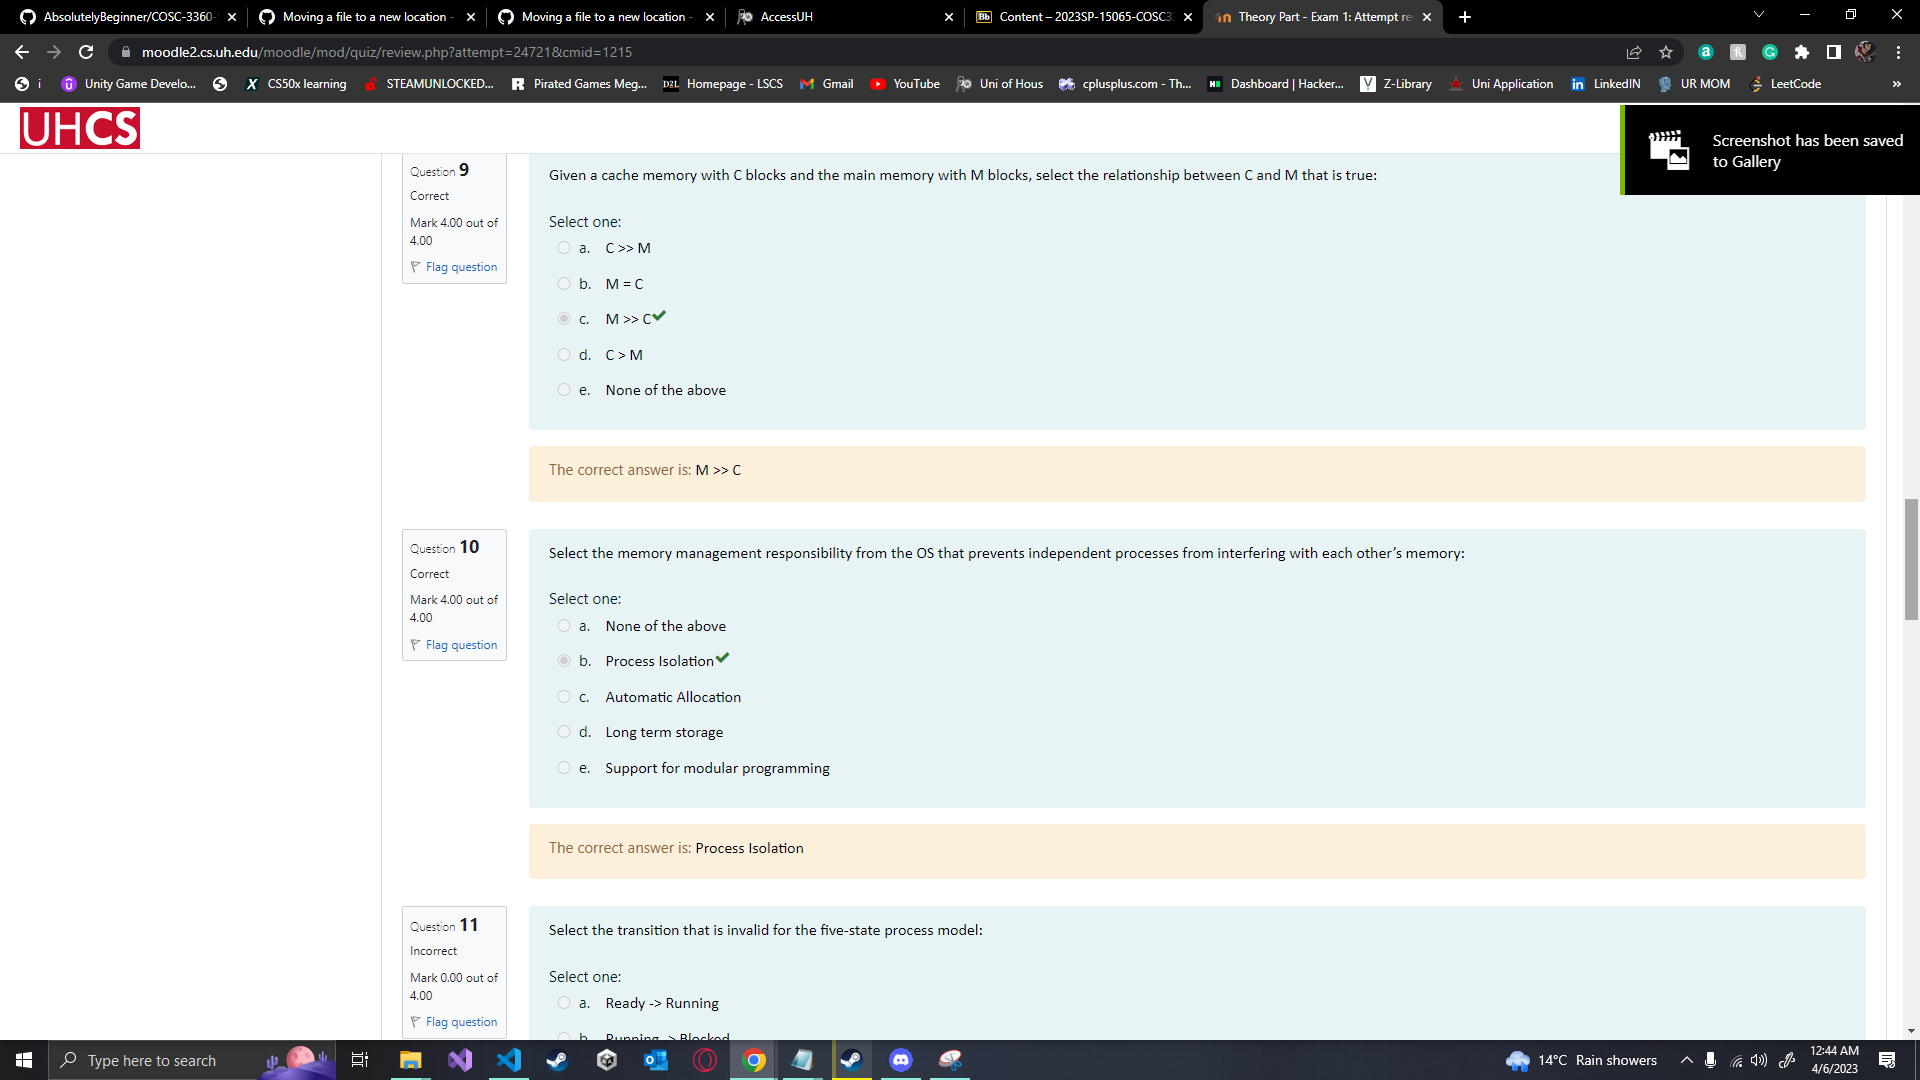 AbsolutelyBeginner/COSC-3360-
Moving a file to a new location -
Moving a file to a new location -
AccessUH
Bb Content – 2023SP-15065-COSC3
Theory Part - Exam 1: Attempt re
moodle2.cs.uh.edu/moodle/mod/quiz/review.php?attempt=24721&cmid=1215
i
Unity Game Develo...
CS50x learning
STEAMUNLOCKED...
Pirated Games Meg...
D2L Homepage - LSCS
Gmail
YouTube
Uni of Hous
cplusplus.com - Th...
Dashboard | Hacker...
Z-Library
Uni Application
LinkedIN
UR MOM
LeetCode
»
UHCS
Screenshot has been saved
to Gallery
Question 9
Correct
Mark 4.00 out of
4.00
Flag question
Given a cache memory with C blocks and the main memory with M blocks, select the relationship between C and M that is true:
Select one:
a. C >> M
b. M = C
c. M >> C
d. C > M
e. None of the above
The correct answer is: M >> C
Question 10
Correct
Mark 4.00 out of
4.00
Flag question
Select the memory management responsibility from the OS that prevents independent processes from interfering with each other’s memory:
Select one:
a. None of the above
b. Process Isolation
c. Automatic Allocation
d. Long term storage
e. Support for modular programming
The correct answer is: Process Isolation
Question 11
Incorrect
Mark 0.00 out of
4.00
Flag question
Select the transition that is invalid for the five-state process model:
Select one:
a. Ready -> Running
b. Running -> Blocked
Type here to search
14°C Rain showers
12:44 AM
4/6/2023